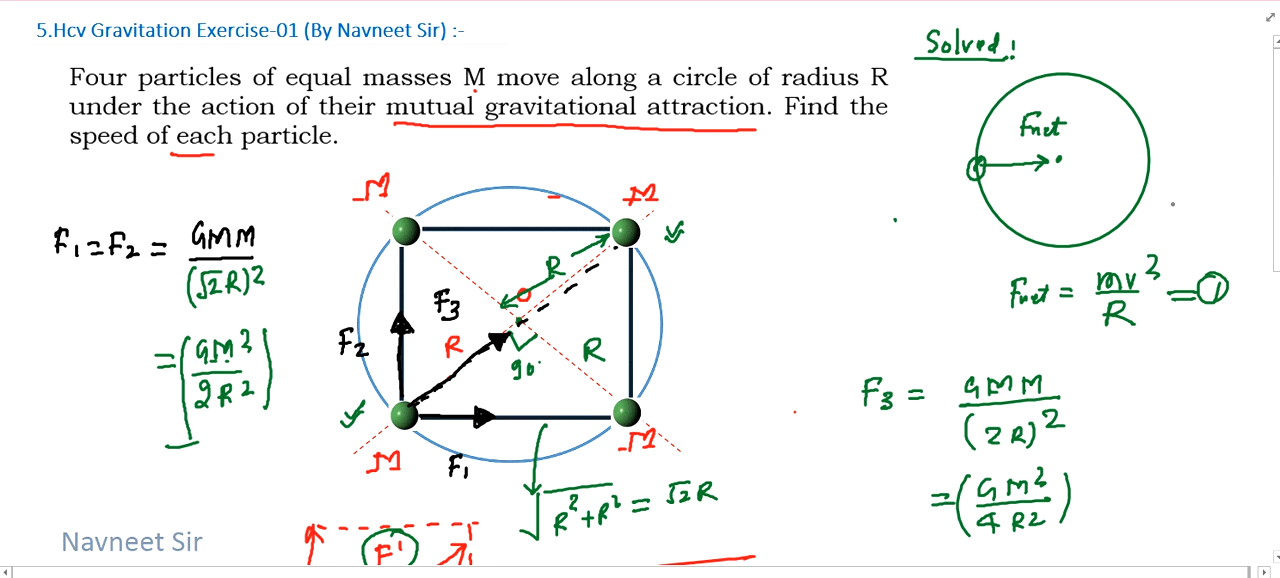 5.Hcv Gravitation Exercise-01 (By Navneet Sir) :-
Solved!
Four particles of equal masses M move along a circle of radius R
under the action of their mutual gravitational attraction. Find the
speed of each particle.
Fnet
M
M
F₁ = F₂ = GMM / (√2R)²
= (GM² / 2R²)
F₃
R
O
F₂
R
R
90°
M
M
F₁
√R²+R² = √2R
Fnet = mv² / R = ①
F₃ = GMM / (2R)²
= (GM² / 4R²)
F'
Navneet Sir